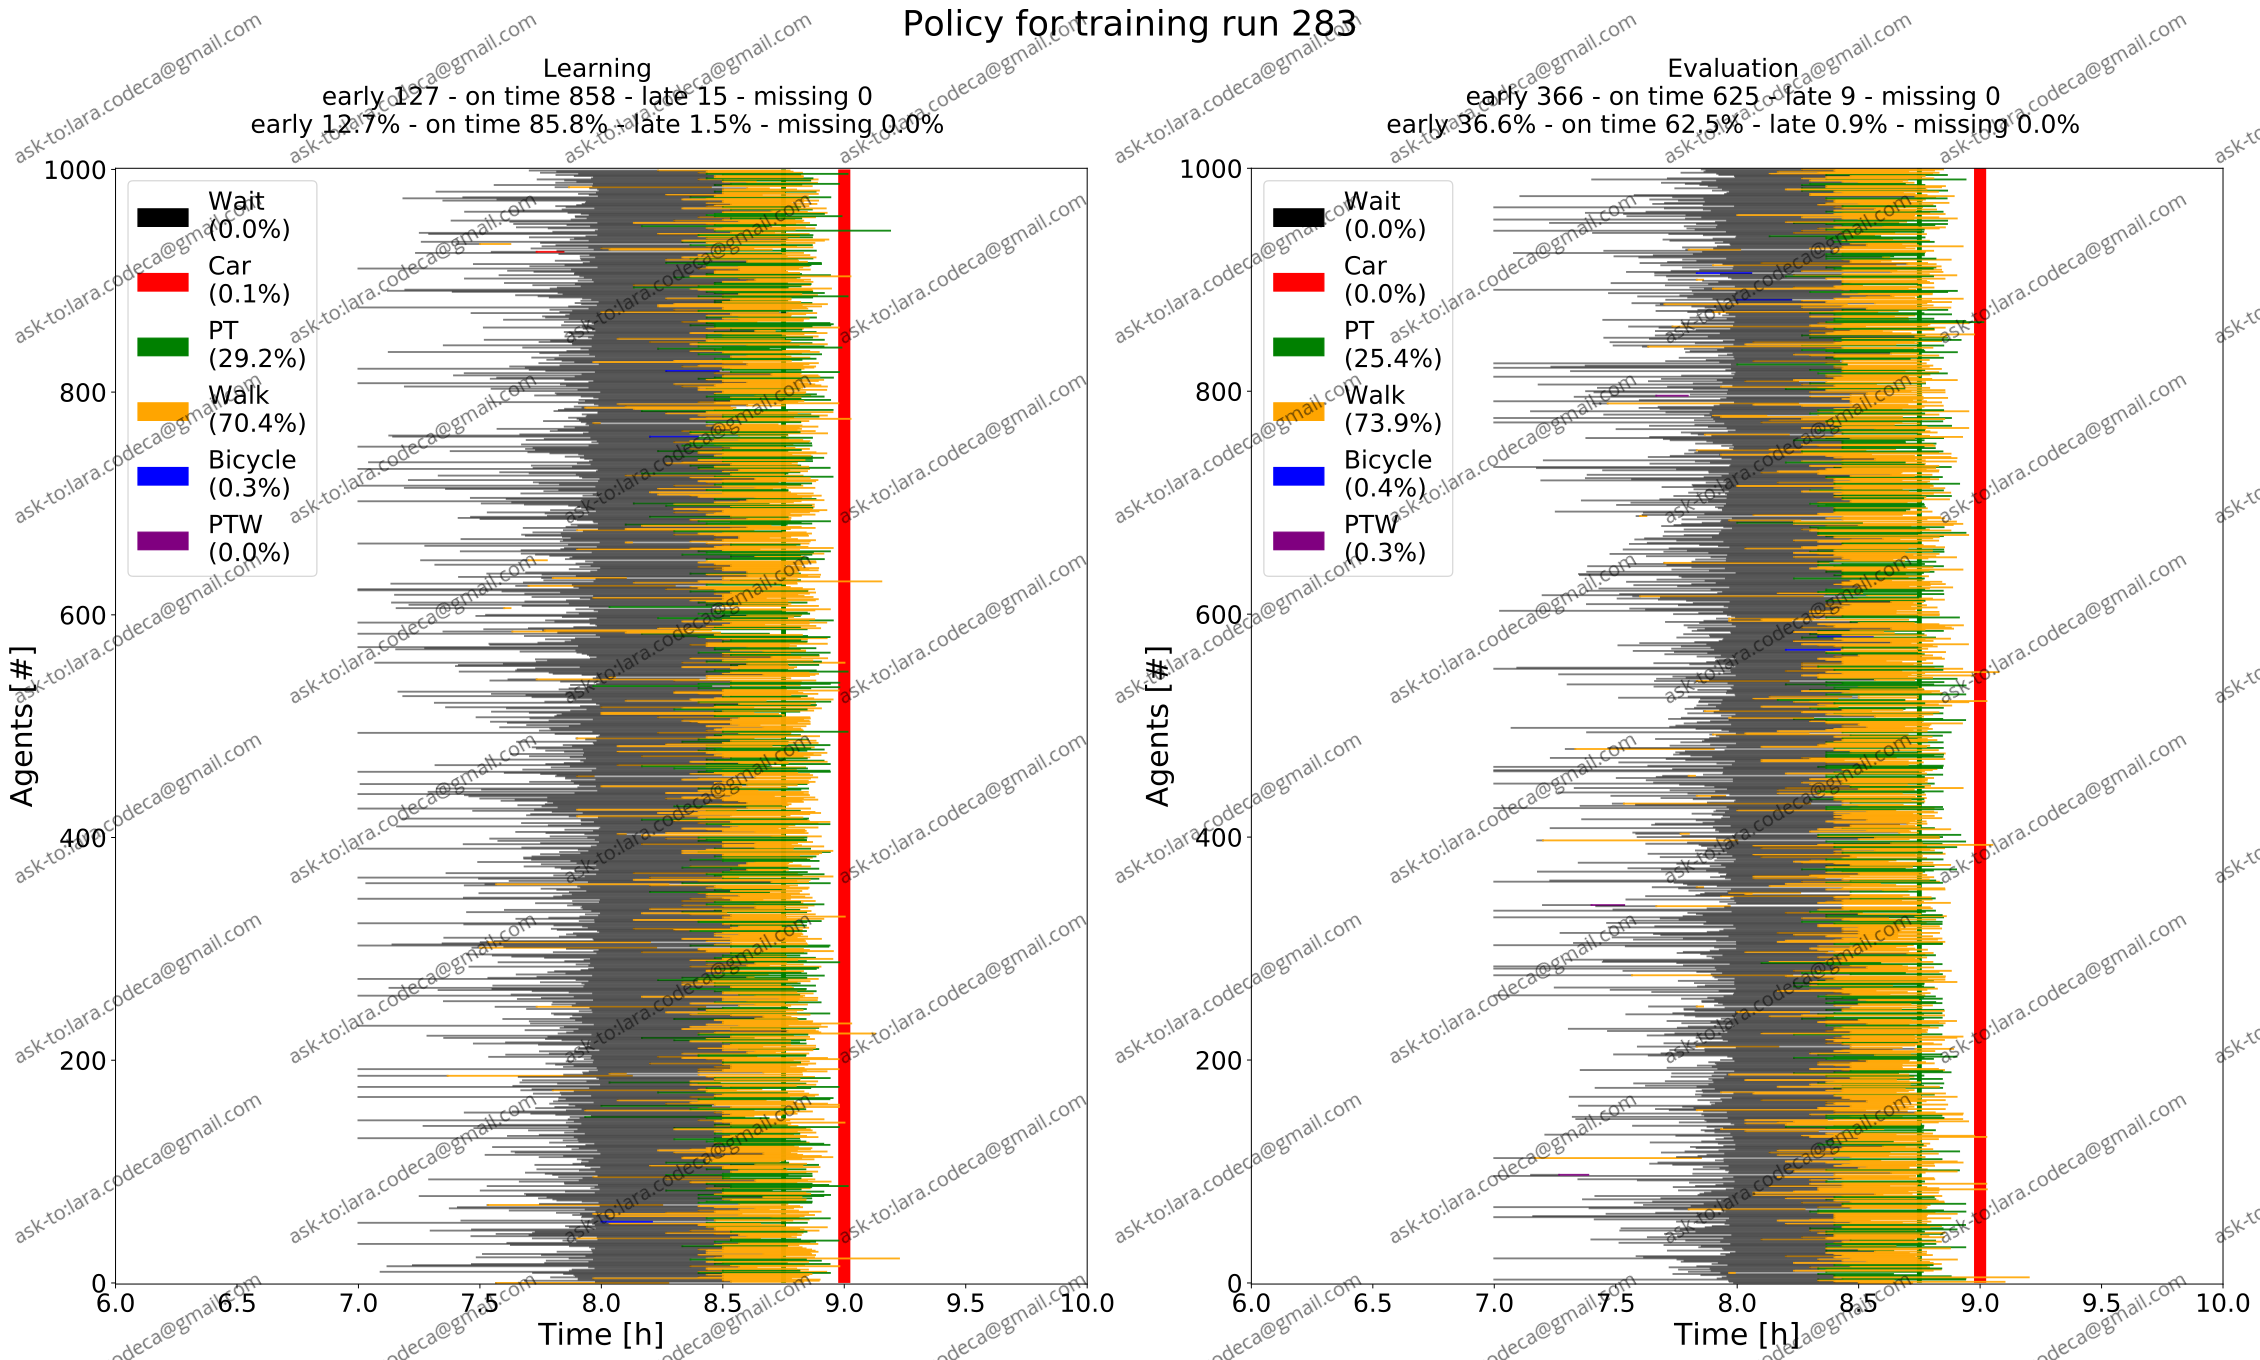 Policy for training run 283
Learning
early 127 - on time 858 - late 15 - missing 0
early 12.7% - on time 85.8% - late 1.5% - missing 0.0%
1000
800
600
400
200
0
Agents [#]
Wait
(0.0%)
Car
(0.1%)
PT
(29.2%)
Walk
(70.4%)
Bicycle
(0.3%)
PTW
(0.0%)
6.0 6.5 7.0 7.5 8.0 8.5 9.0 9.5 10.0
Time [h]
Evaluation
early 366 - on time 625 - late 9 - missing 0
early 36.6% - on time 62.5% - late 0.9% - missing 0.0%
1000
800
600
400
200
0
Agents [#]
Wait
(0.0%)
Car
(0.0%)
PT
(25.4%)
Walk
(73.9%)
Bicycle
(0.4%)
PTW
(0.3%)
6.0 6.5 7.0 7.5 8.0 8.5 9.0 9.5 10.0
Time [h]
ask-to:lara.codeca@gmail.com